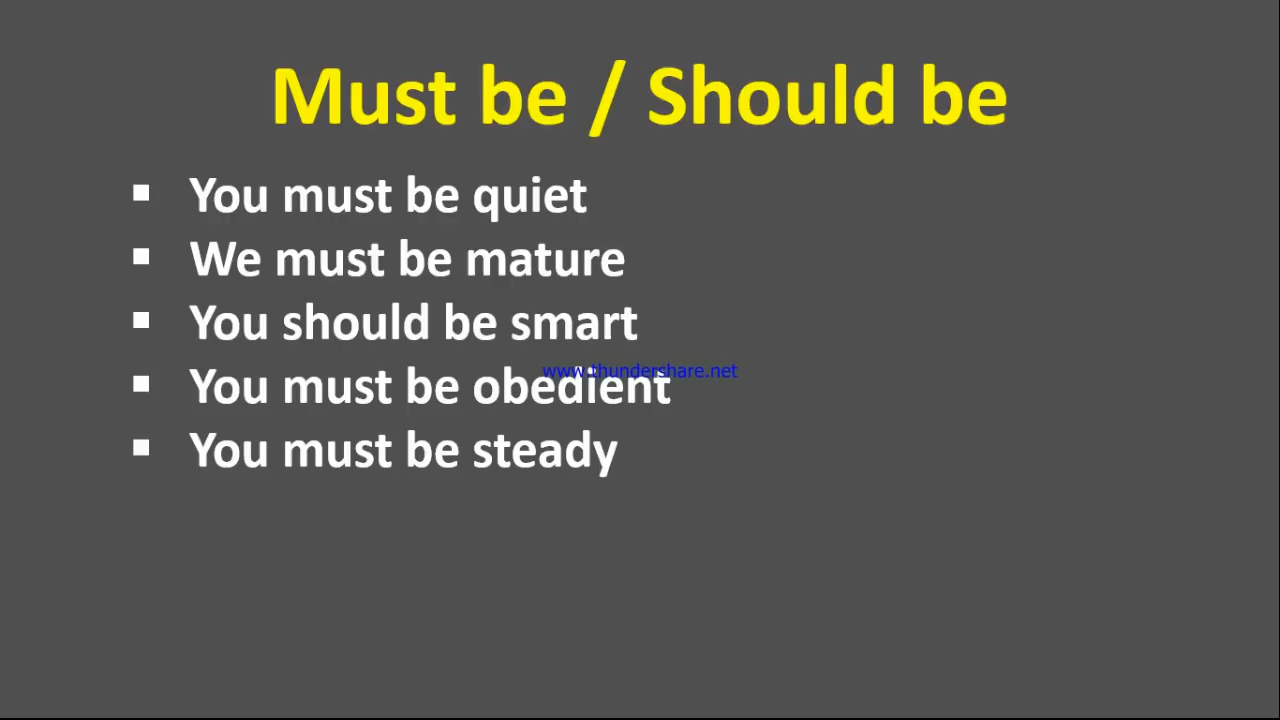 Must be / Should be
▪ You must be quiet
▪ We must be mature
▪ You should be smart
www.thundershare.net
▪ You must be obedient
▪ You must be steady